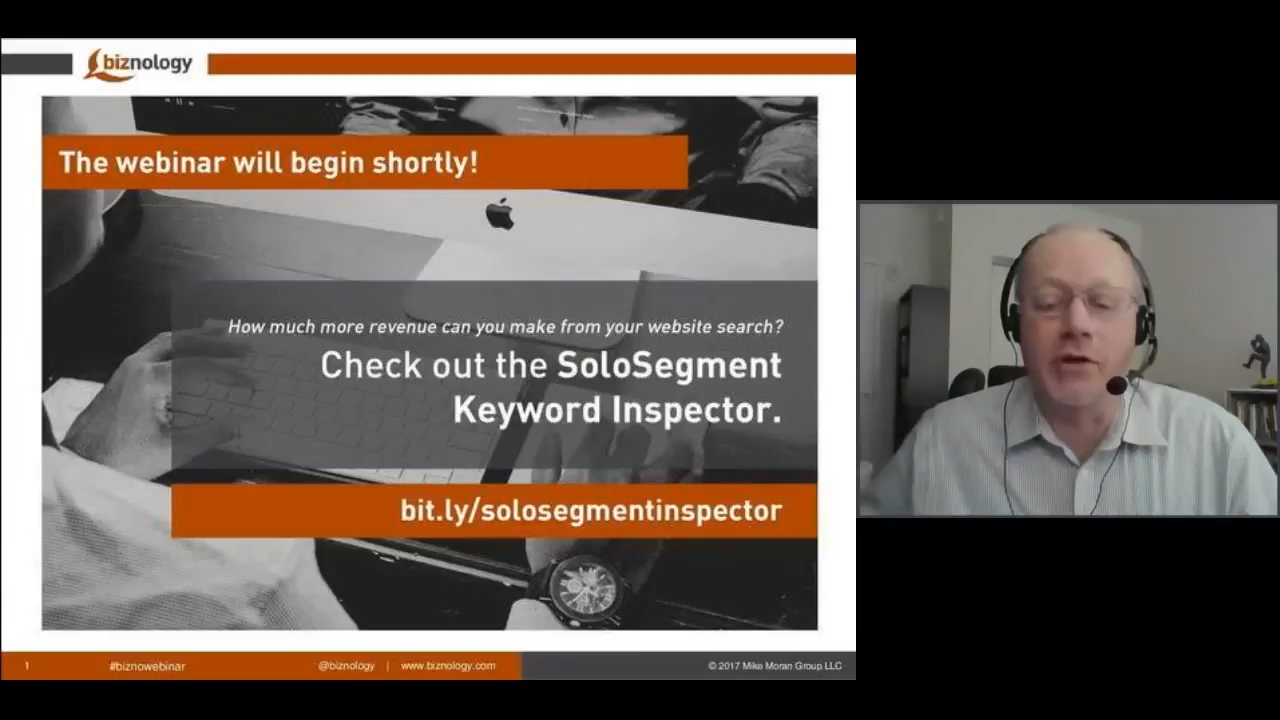 biznology
The webinar will begin shortly!
How much more revenue can you make from your website search?
Check out the SoloSegment
Keyword Inspector.
bit.ly/solosegmentinspector
1 #biznowebinar @biznology | www.biznology.com © 2017 Mike Moran Group LLC